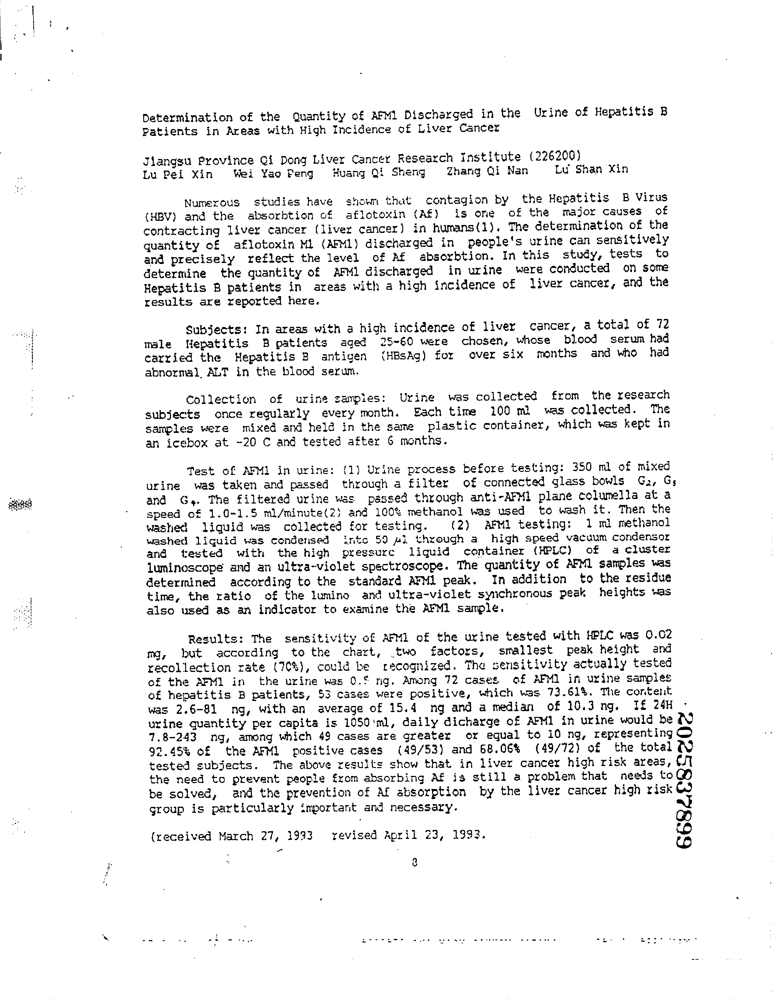 Determination of the Quantity of AFM1 Discharged in the Urine of Hepatitis B
Patients in Areas with High Incidence of Liver Cancer
Jiangsu Province Qi Dong Liver Cancer Research Institute (226200)
Lu Pei Xin Wei Yao Peng Huang Qi Sheng Zhang Qi Nan Lu Shan Xin
Numerous studies have shown that contagion by the Hepatitis B Virus
(HBV) and the absorbtion of aflotoxin (Af) is one of the major causes of
contracting liver cancer (liver cancer) in humans(1). The determination of the
quantity of aflotoxin M1 (AFM1) discharged in people's urine can sensitively
and precisely reflect the level of Af absorbtion. In this study, tests to
determine the quantity of AFM1 discharged in urine were conducted on some
Hepatitis B patients in areas with a high incidence of liver cancer, and the
results are reported here.
Subjects: In areas with a high incidence of liver cancer, a total of 72
male Hepatitis B patients aged 25-60 were chosen, whose blood serum had
carried the Hepatitis B antigen (HBsAg) for over six months and who had
abnormal ALT in the blood serum.
Collection of urine samples: Urine was collected from the research
subjects once regularly every month. Each time 100 ml was collected. The
samples were mixed and held in the same plastic container, which was kept in
an icebox at -20 C and tested after 6 months.
Test of AFM1 in urine: (1) Urine process before testing: 350 ml of mixed
urine was taken and passed through a filter of connected glass bowls G₂, G₃
and G₄. The filtered urine was passed through anti-AFM1 plane columella at a
speed of 1.0-1.5 ml/minute(2) and 100% methanol was used to wash it. Then the
washed liquid was collected for testing. (2) AFM1 testing: 1 ml methanol
washed liquid was condensed into 50 μl through a high speed vacuum condensor
and tested with the high pressure liquid container (HPLC) of a cluster
luminoscope and an ultra-violet spectroscope. The quantity of AFM1 samples was
determined according to the standard AFM1 peak. In addition to the residue
time, the ratio of the lumino and ultra-violet synchronous peak heights was
also used as an indicator to examine the AFM1 sample.
Results: The sensitivity of AFM1 of the urine tested with HPLC was 0.02
mg, but according to the chart, two factors, smallest peak height and
recollection rate (70%), could be recognized. The sensitivity actually tested
of the AFM1 in the urine was 0.5 ng. Among 72 cases of AFM1 in urine samples
of hepatitis B patients, 53 cases were positive, which was 73.61%. The content
was 2.6-81 ng, with an average of 15.4 ng and a median of 10.3 ng. If 24H
urine quantity per capita is 1050 ml, daily dicharge of AFM1 in urine would be
7.8-243 ng, among which 49 cases are greater or equal to 10 ng, representing
92.45% of the AFM1 positive cases (49/53) and 68.06% (49/72) of the total
tested subjects. The above results show that in liver cancer high risk areas,
the need to prevent people from absorbing Af is still a problem that needs to
be solved, and the prevention of Af absorption by the liver cancer high risk
group is particularly important and necessary.
(received March 27, 1993 revised April 23, 1993.
8
2025837899